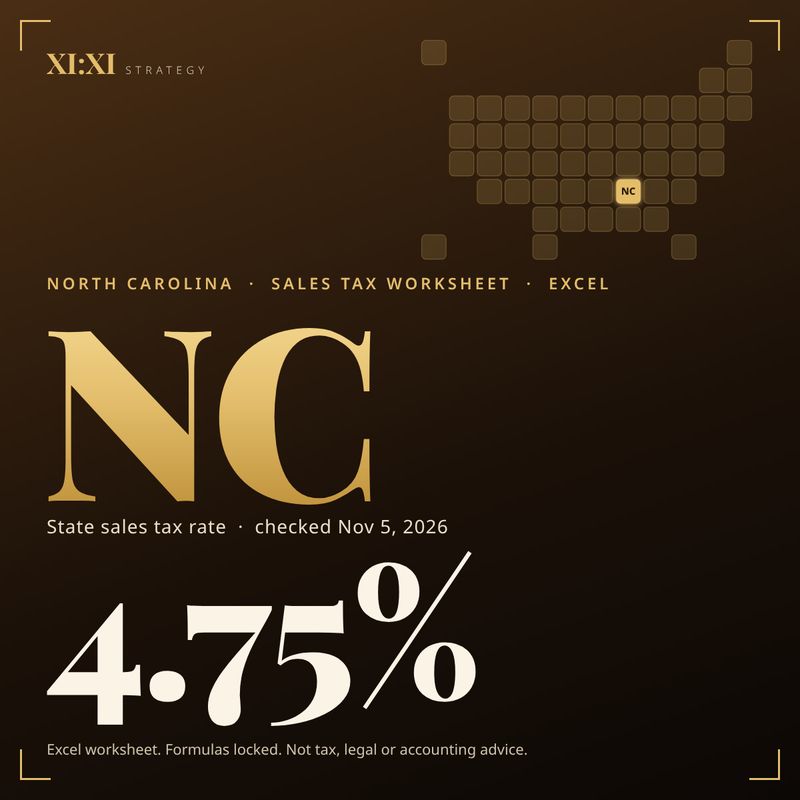 XI:XI STRATEGY
NC
NORTH CAROLINA · SALES TAX WORKSHEET · EXCEL
NC
State sales tax rate · checked Nov 5, 2026
4.75%
Excel worksheet. Formulas locked. Not tax, legal or accounting advice.